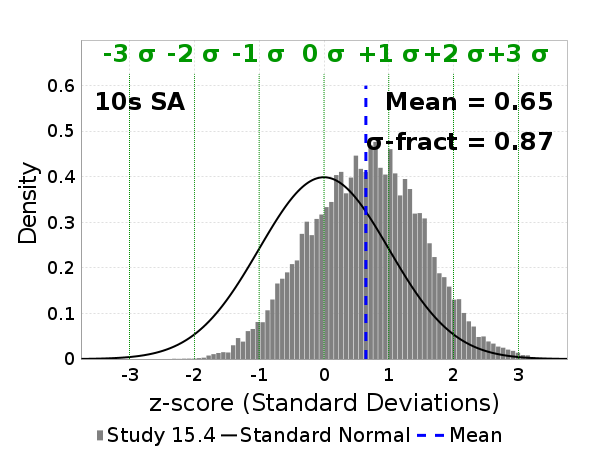 -3 σ -2 σ -1 σ 0 σ +1 σ +2 σ +3 σ
0.6
10s SA
Mean = 0.65
0.5
σ-fract = 0.87
0.4
0.3
0.2
0.1
0
Density
-3 -2 -1 0 1 2 3
z-score (Standard Deviations)
Study 15.4 Standard Normal Mean